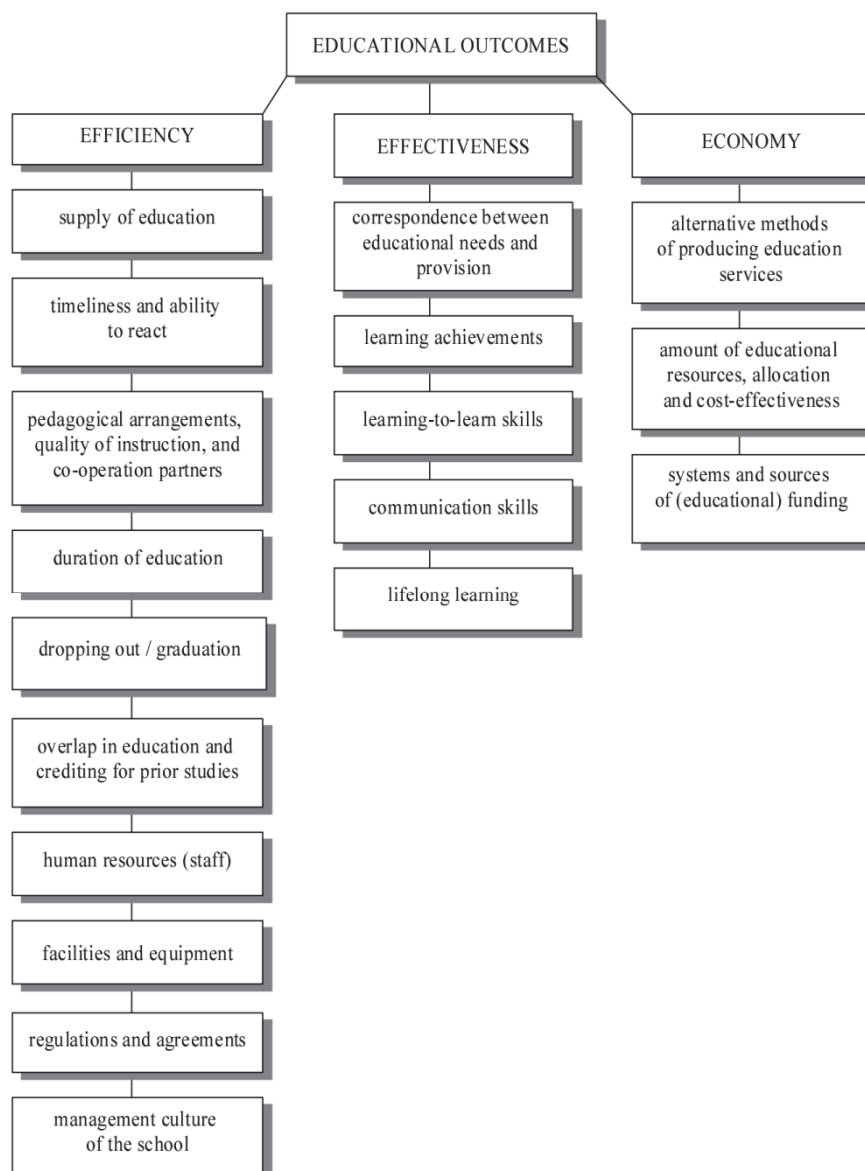 EDUCATIONAL OUTCOMES
EFFICIENCY
supply of education
timeliness and ability
to react
pedagogical arrangements,
quality of instruction, and
co-operation partners
duration of education
dropping out / graduation
overlap in education and
crediting for prior studies
human resources (staff)
facilities and equipment
regulations and agreements
management culture
of the school
EFFECTIVENESS
correspondence between
educational needs and
provision
learning achievements
learning-to-learn skills
communication skills
lifelong learning
ECONOMY
alternative methods
of producing education
services
amount of educational
resources, allocation
and cost-effectiveness
systems and sources
of (educational) funding